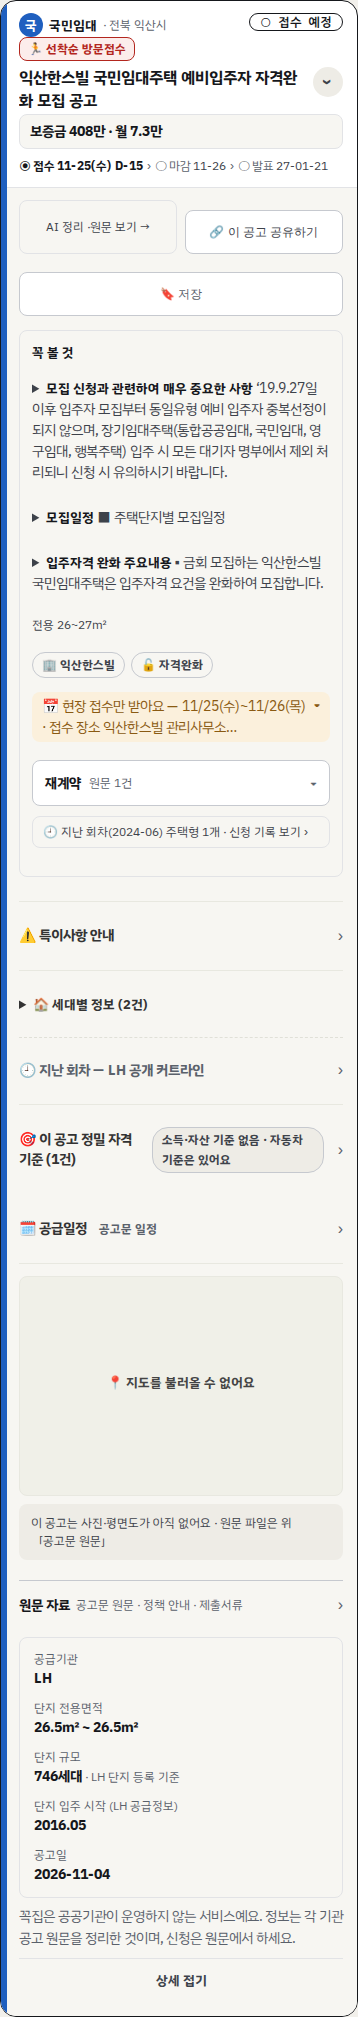 국 국민임대 · 전북 익산시 ○ 접수 예정
🏃 선착순 방문접수
익산한스빌 국민임대주택 예비입주자 자격완
화 모집 공고
보증금 408만 · 월 7.3만
◉ 접수 11-25(수) D-15 › ○ 마감 11-26 › ○ 발표 27-01-21
AI 정리 ·원문 보기 →
🔗 이 공고 공유하기
🔖 저장
꼭 볼 것
▶ 모집 신청과 관련하여 매우 중요한 사항 ‘19.9.27일
이후 입주자 모집부터 동일유형 예비 입주자 중복선정이
되지 않으며, 장기임대주택(통합공공임대, 국민임대, 영
구임대, 행복주택) 입주 시 모든 대기자 명부에서 제외 처
리되니 신청 시 유의하시기 바랍니다.
▶ 모집일정 ■ 주택단지별 모집일정
▶ 입주자격 완화 주요내용 ▪ 금회 모집하는 익산한스빌
국민임대주택은 입주자격 요건을 완화하여 모집합니다.
전용 26~27m²
🏢 익산한스빌 🔓 자격완화
📅 현장 접수만 받아요 — 11/25(수)~11/26(목)
· 접수 장소 익산한스빌 관리사무소…
재계약 원문 1건
🕘 지난 회차(2024-06) 주택형 1개 · 신청 기록 보기 ›
⚠️ 특이사항 안내 ›
▶ 🏠 세대별 정보 (2건)
🕘 지난 회차 — LH 공개 커트라인 ›
🎯 이 공고 정밀 자격
기준 (1건)
소득·자산 기준 없음 · 자동차
기준은 있어요 ›
🗓️ 공급일정 공고문 일정 ›
📍 지도를 불러올 수 없어요
이 공고는 사진·평면도가 아직 없어요 · 원문 파일은 위
「공고문 원문」
원문 자료 공고문 원문 · 정책 안내 · 제출서류 ›
공급기관
LH
단지 전용면적
26.5m² ~ 26.5m²
단지 규모
746세대 · LH 단지 등록 기준
단지 입주 시작 (LH 공급정보)
2016.05
공고일
2026-11-04
꼭집은 공공기관이 운영하지 않는 서비스예요. 정보는 각 기관
공고 원문을 정리한 것이며, 신청은 원문에서 하세요.
상세 접기